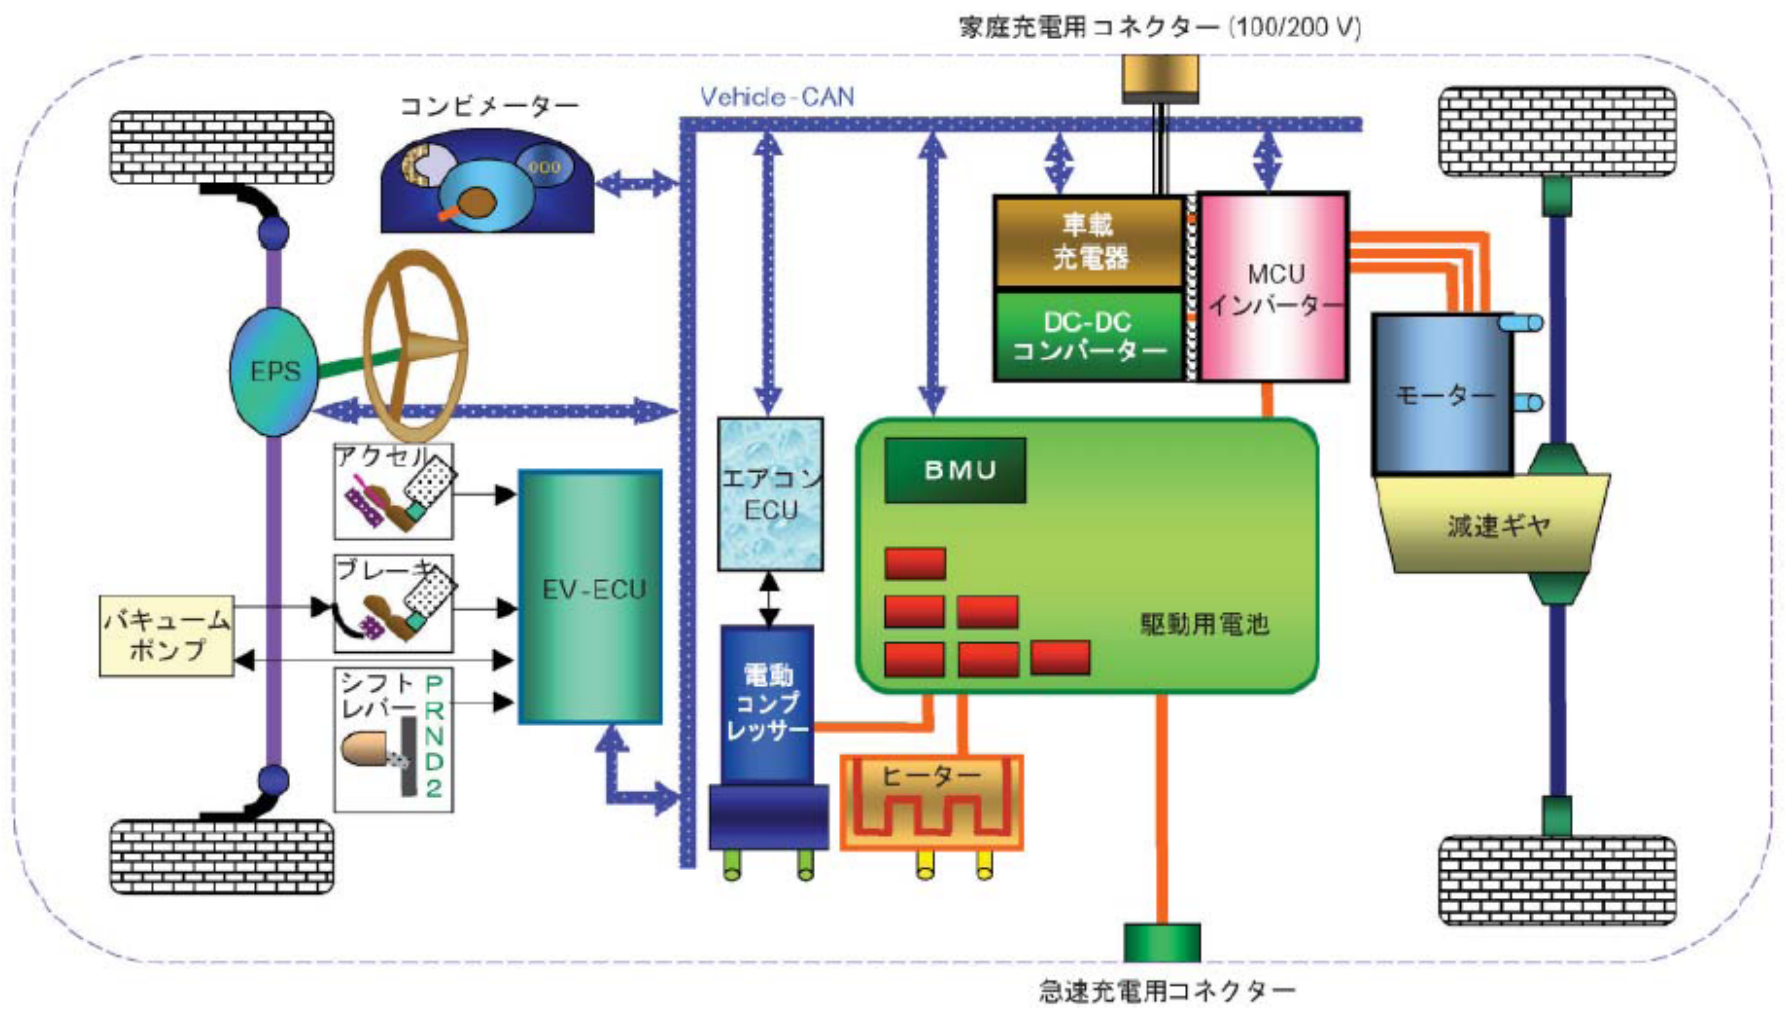 家庭充電用コネクター (100/200 V)
Vehicle-CAN
コンビメーター
000
車載
充電器
MCU
インバーター
DC-DC
コンバーター
EPS
モーター
アクセル
BMU
エアコン
ECU
減速ギヤ
ブレーキ
EV-ECU
バキューム
ポンプ
駆動用電池
シフト
レバー
P
R
N
D
2
電動
コンプ
レッサー
ヒーター
急速充電用コネクター